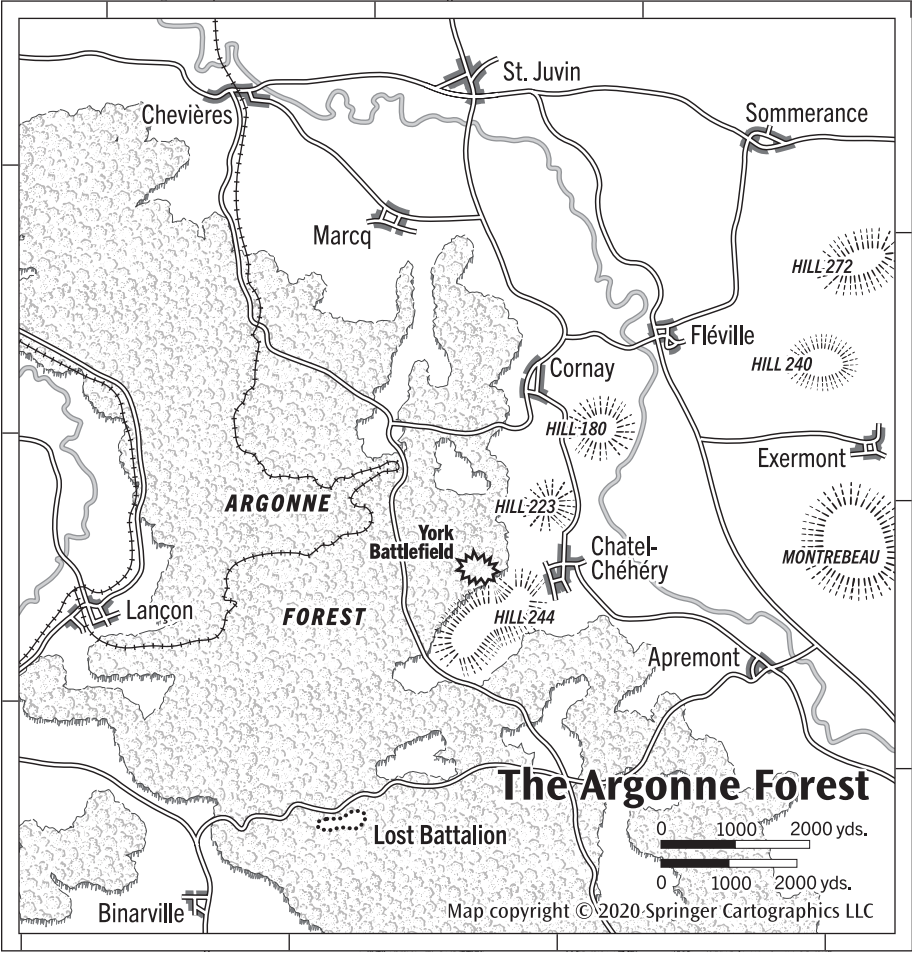 St. Juvin
Chevières
Sommerance
Marcq
HILL 272
Fléville
HILL 240
Cornay
HILL 180
Exermont
ARGONNE
HILL 223
York
Battlefield
Chatel-
Chéhéry
MONTREBEAU
Lançon
FOREST
HILL 244
Apremont
The Argonne Forest
0 1000 2000 yds.
Lost Battalion
0 1000 2000 yds.
Binarville
Map copyright © 2020 Springer Cartographics LLC